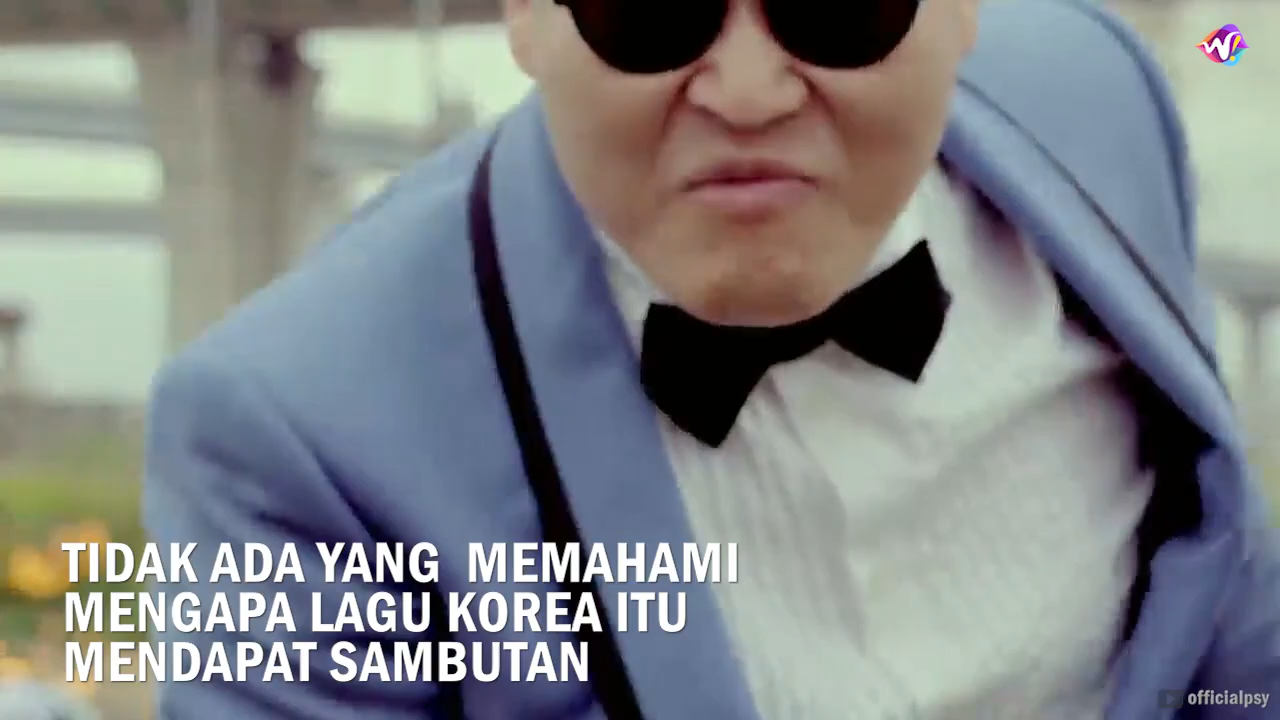 W!
TIDAK ADA YANG  MEMAHAMI
MENGAPA LAGU KOREA ITU
MENDAPAT SAMBUTAN
officialpsy